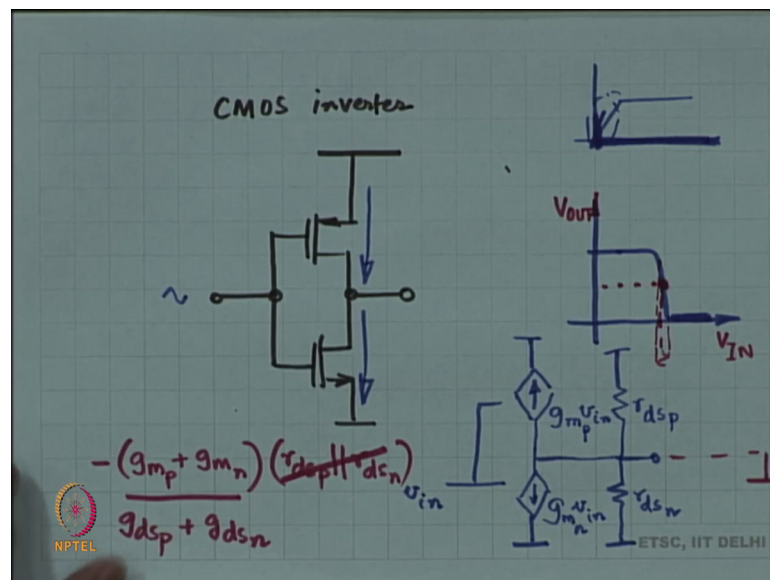 CMOS inverter
V_OUT
V_IN
~
g_mp v_in
r_dsp
g_mn v_in
r_dsn
v_in
-(g_mp + g_mn)(r_dsp || r_dsn)
g_dsp + g_dsn
NPTEL
ETSC, IIT DELHI